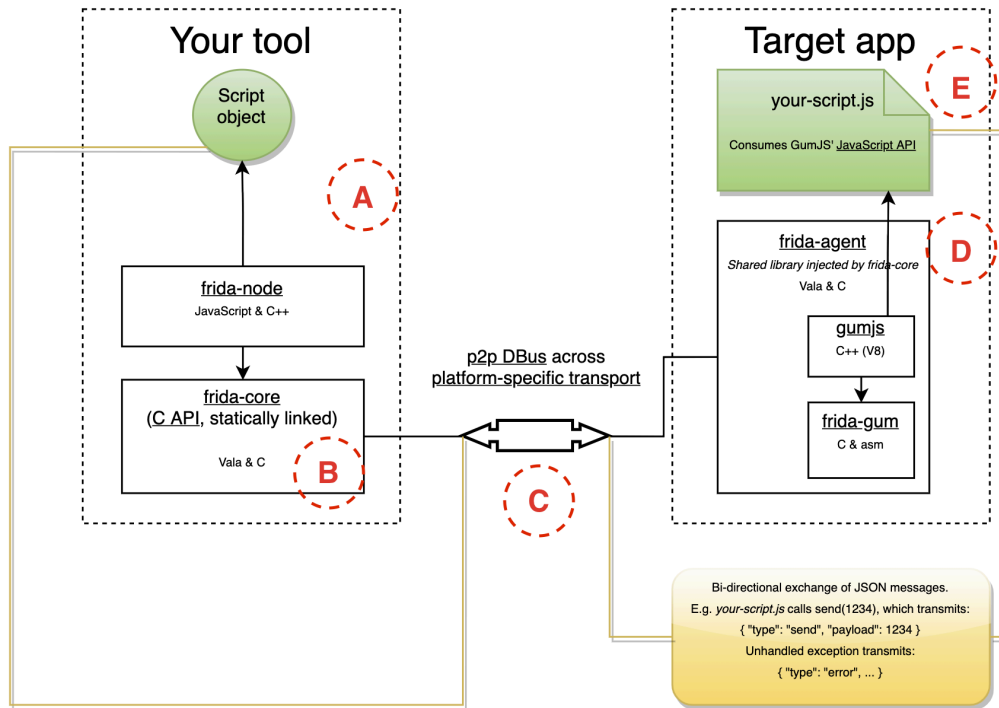 Your tool
Script
object
A
frida-node
JavaScript & C++
frida-core
(C API, statically linked)
Vala & C
B
p2p DBus across
platform-specific transport
C
Target app
your-script.js
Consumes GumJS' JavaScript API
E
frida-agent
Shared library injected by frida-core
Vala & C
D
gumjs
C++ (V8)
frida-gum
C & asm
Bi-directional exchange of JSON messages.
E.g. your-script.js calls send(1234), which transmits:
{ "type": "send", "payload": 1234 }
Unhandled exception transmits:
{ "type": "error", ... }